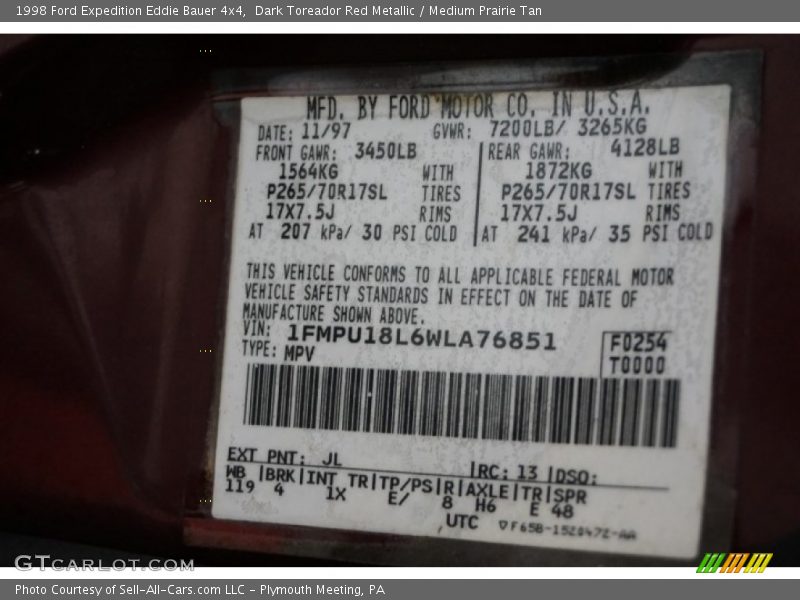 1998 Ford Expedition Eddie Bauer 4x4, Dark Toreador Red Metallic / Medium Prairie Tan
MFD. BY FORD MOTOR CO. IN U.S.A.
DATE: 11/97 GVWR: 7200LB/ 3265KG
FRONT GAWR: 3450LB REAR GAWR: 4128LB
1564KG WITH 1872KG WITH
P265/70R17SL TIRES P265/70R17SL TIRES
17X7.5J RIMS 17X7.5J RIMS
AT 207 kPa/ 30 PSI COLD AT 241 kPa/ 35 PSI COLD
THIS VEHICLE CONFORMS TO ALL APPLICABLE FEDERAL MOTOR
VEHICLE SAFETY STANDARDS IN EFFECT ON THE DATE OF
MANUFACTURE SHOWN ABOVE.
VIN: 1FMPU18L6WLA76851 F0254
TYPE: MPV T0000
EXT PNT: JL RC: 13 DSO:
WB BRK INT TR TP/PS R AXLE TR SPR
119 4 1X E/ 8 H6 E 48
UTC F65B-1520472-AA
GTCARLOT.COM
Photo Courtesy of Sell-All-Cars.com LLC - Plymouth Meeting, PA